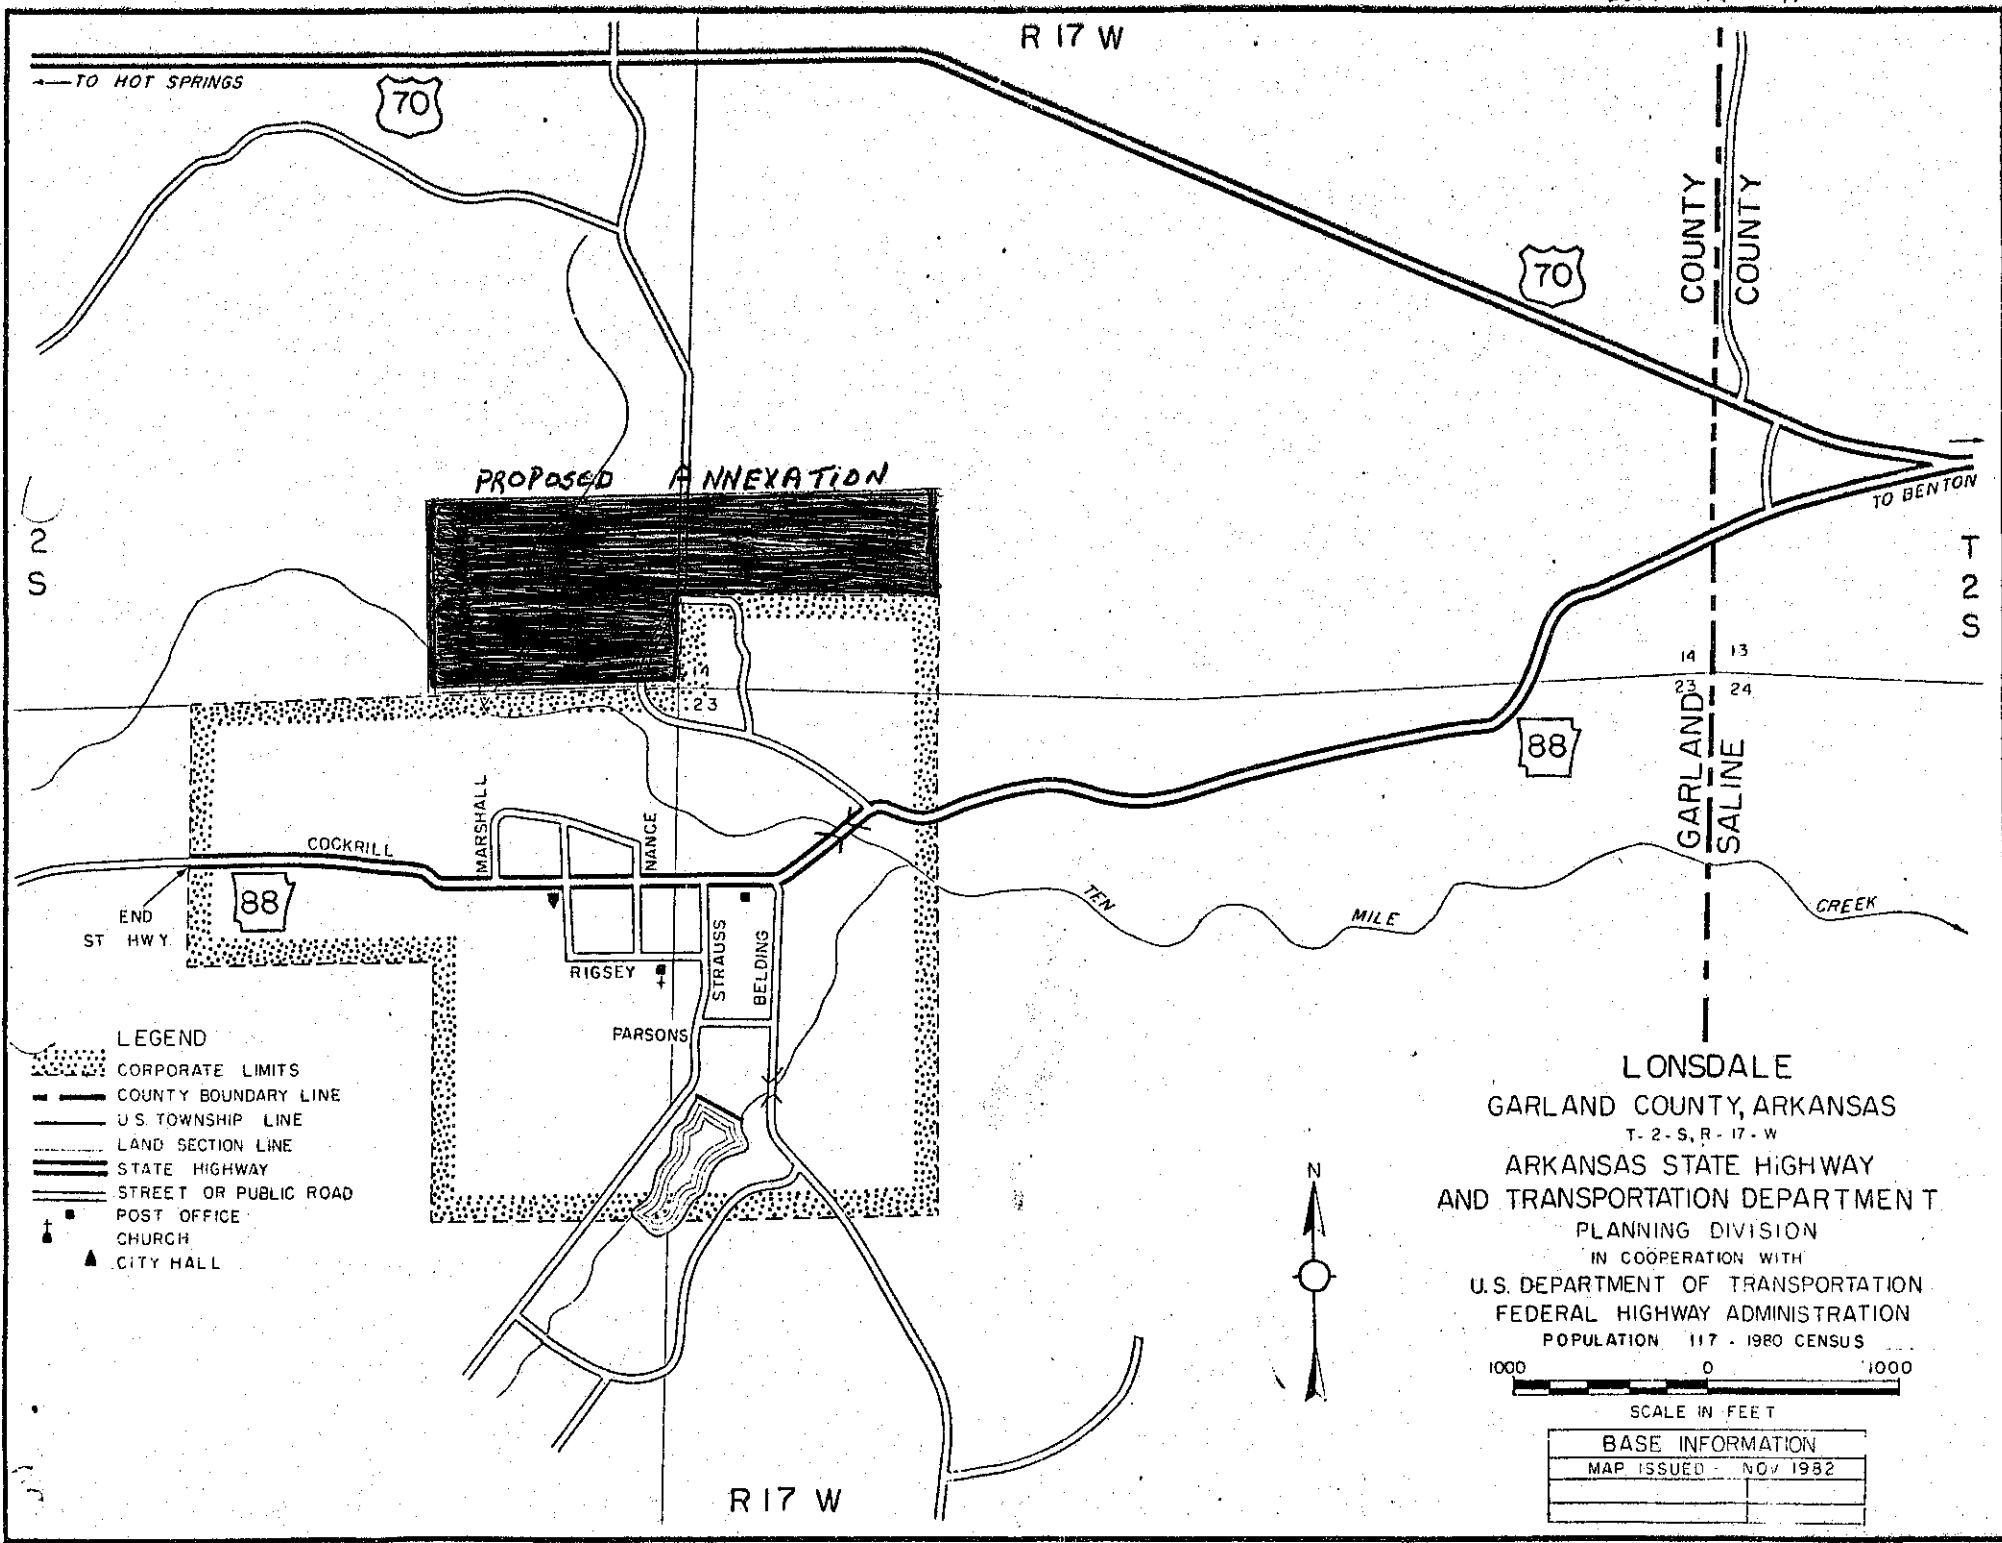 R 17 W
TO HOT SPRINGS
70
COUNTY
COUNTY
70
PROPOSED ANNEXATION
TO BENTON
2
S
T
2
S
14 13
23 24
14
23
88
GARLAND
SALINE
MARSHALL
NANCE
COCKRILL
88
END
ST HWY.
TEN
MILE
CREEK
RIGSEY
STRAUSS
BELDING
PARSONS
LEGEND
CORPORATE LIMITS
COUNTY BOUNDARY LINE
U.S. TOWNSHIP LINE
LAND SECTION LINE
STATE HIGHWAY
STREET OR PUBLIC ROAD
POST OFFICE
CHURCH
CITY HALL
N
LONSDALE
GARLAND COUNTY, ARKANSAS
T-2-S, R-17-W
ARKANSAS STATE HIGHWAY
AND TRANSPORTATION DEPARTMENT
PLANNING DIVISION
IN COOPERATION WITH
U.S. DEPARTMENT OF TRANSPORTATION
FEDERAL HIGHWAY ADMINISTRATION
POPULATION 117 - 1980 CENSUS
1000 0 1000
SCALE IN FEET
BASE INFORMATION
MAP ISSUED - NOV 1982
R 17 W